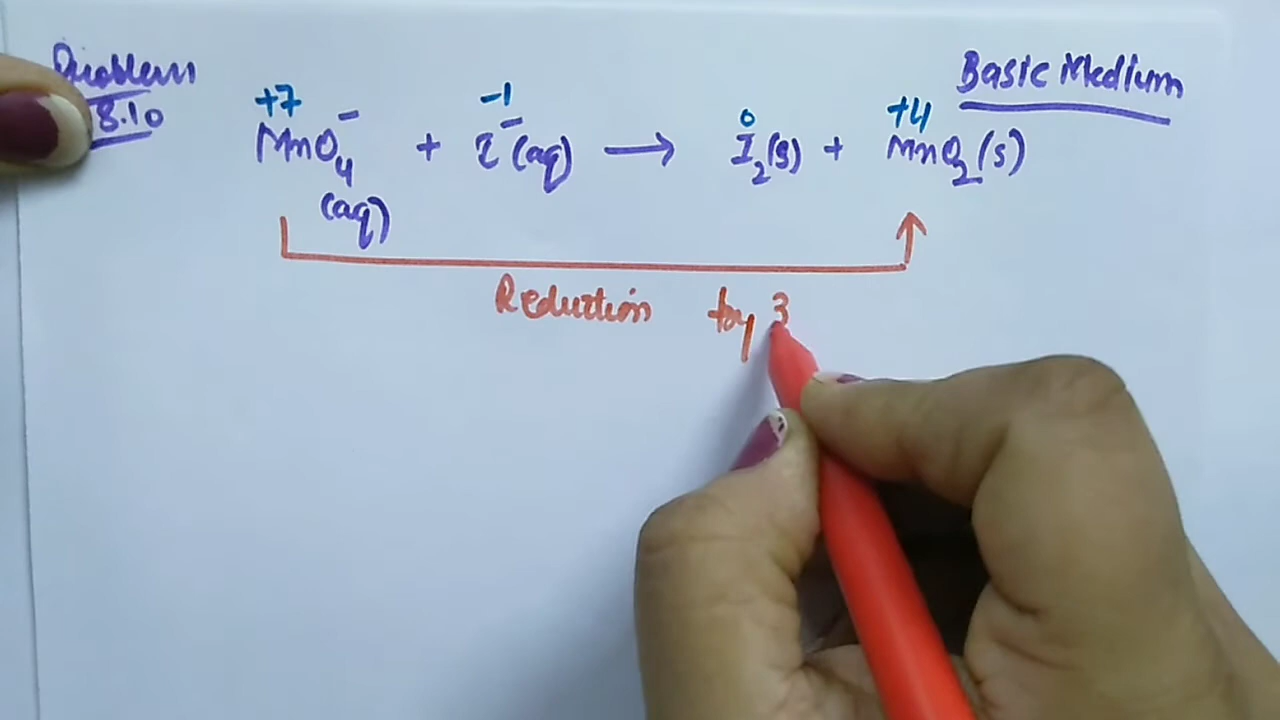 Problem
8.10
Basic Medium
+7 -1 0 +4
MnO₄⁻ + I⁻ (aq) → I₂(s) + MnO₂(s)
(aq)
Reduction by 3